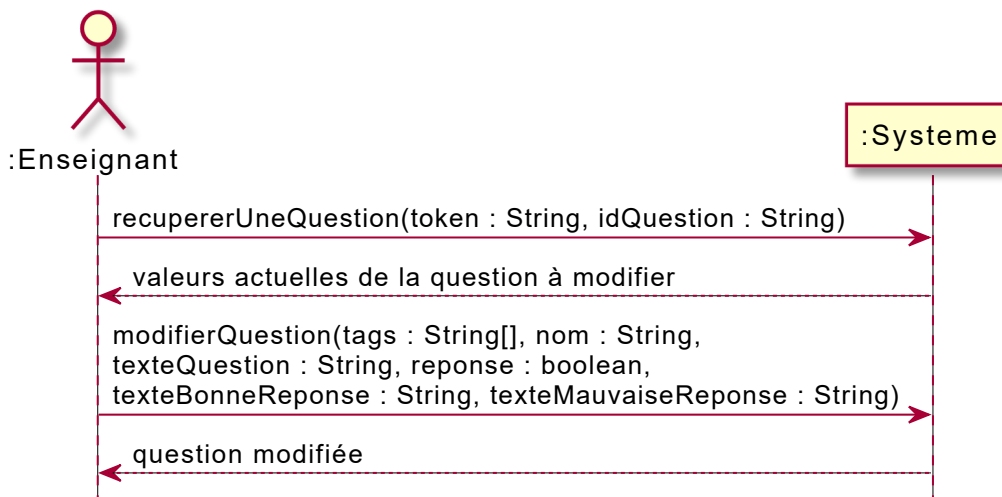 :Enseignant
:Systeme
recupererUneQuestion(token : String, idQuestion : String)
valeurs actuelles de la question à modifier
modifierQuestion(tags : String[], nom : String,
texteQuestion : String, reponse : boolean,
texteBonneReponse : String, texteMauvaiseReponse : String)
question modifiée